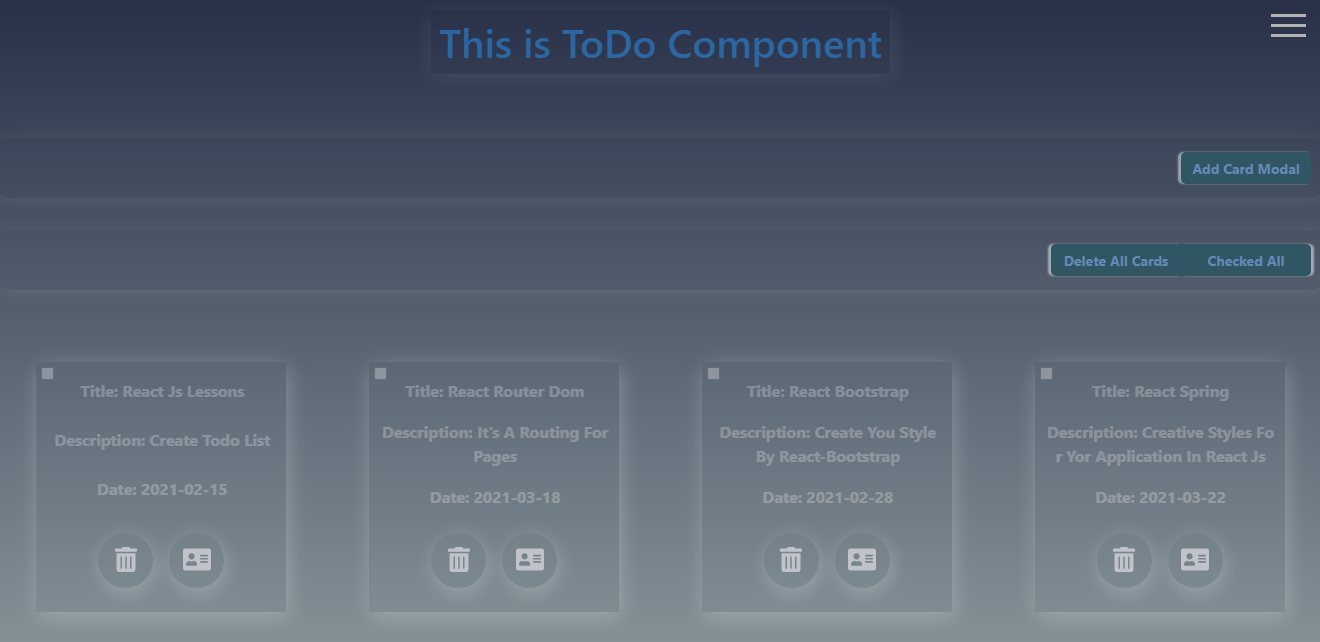 This is ToDo Component
Add Card Modal
Delete All Cards
Checked All
Title: React Js Lessons
Description: Create Todo List
Date: 2021-02-15
Title: React Router Dom
Description: It's A Routing For
Pages
Date: 2021-03-18
Title: React Bootstrap
Description: Create You Style
By React-Bootstrap
Date: 2021-02-28
Title: React Spring
Description: Creative Styles Fo
r Yor Application In React Js
Date: 2021-03-22